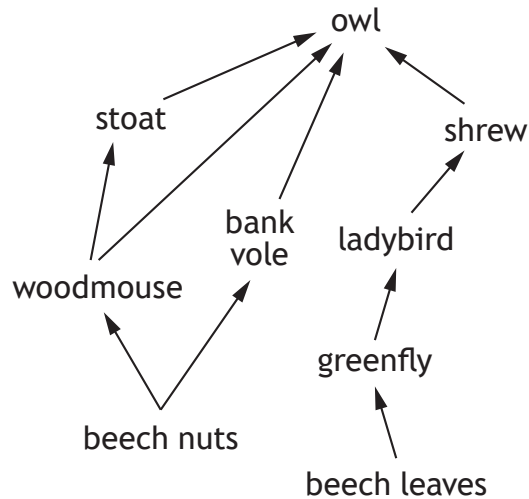 owl
stoat
shrew
bank
vole
ladybird
woodmouse
greenfly
beech nuts
beech leaves